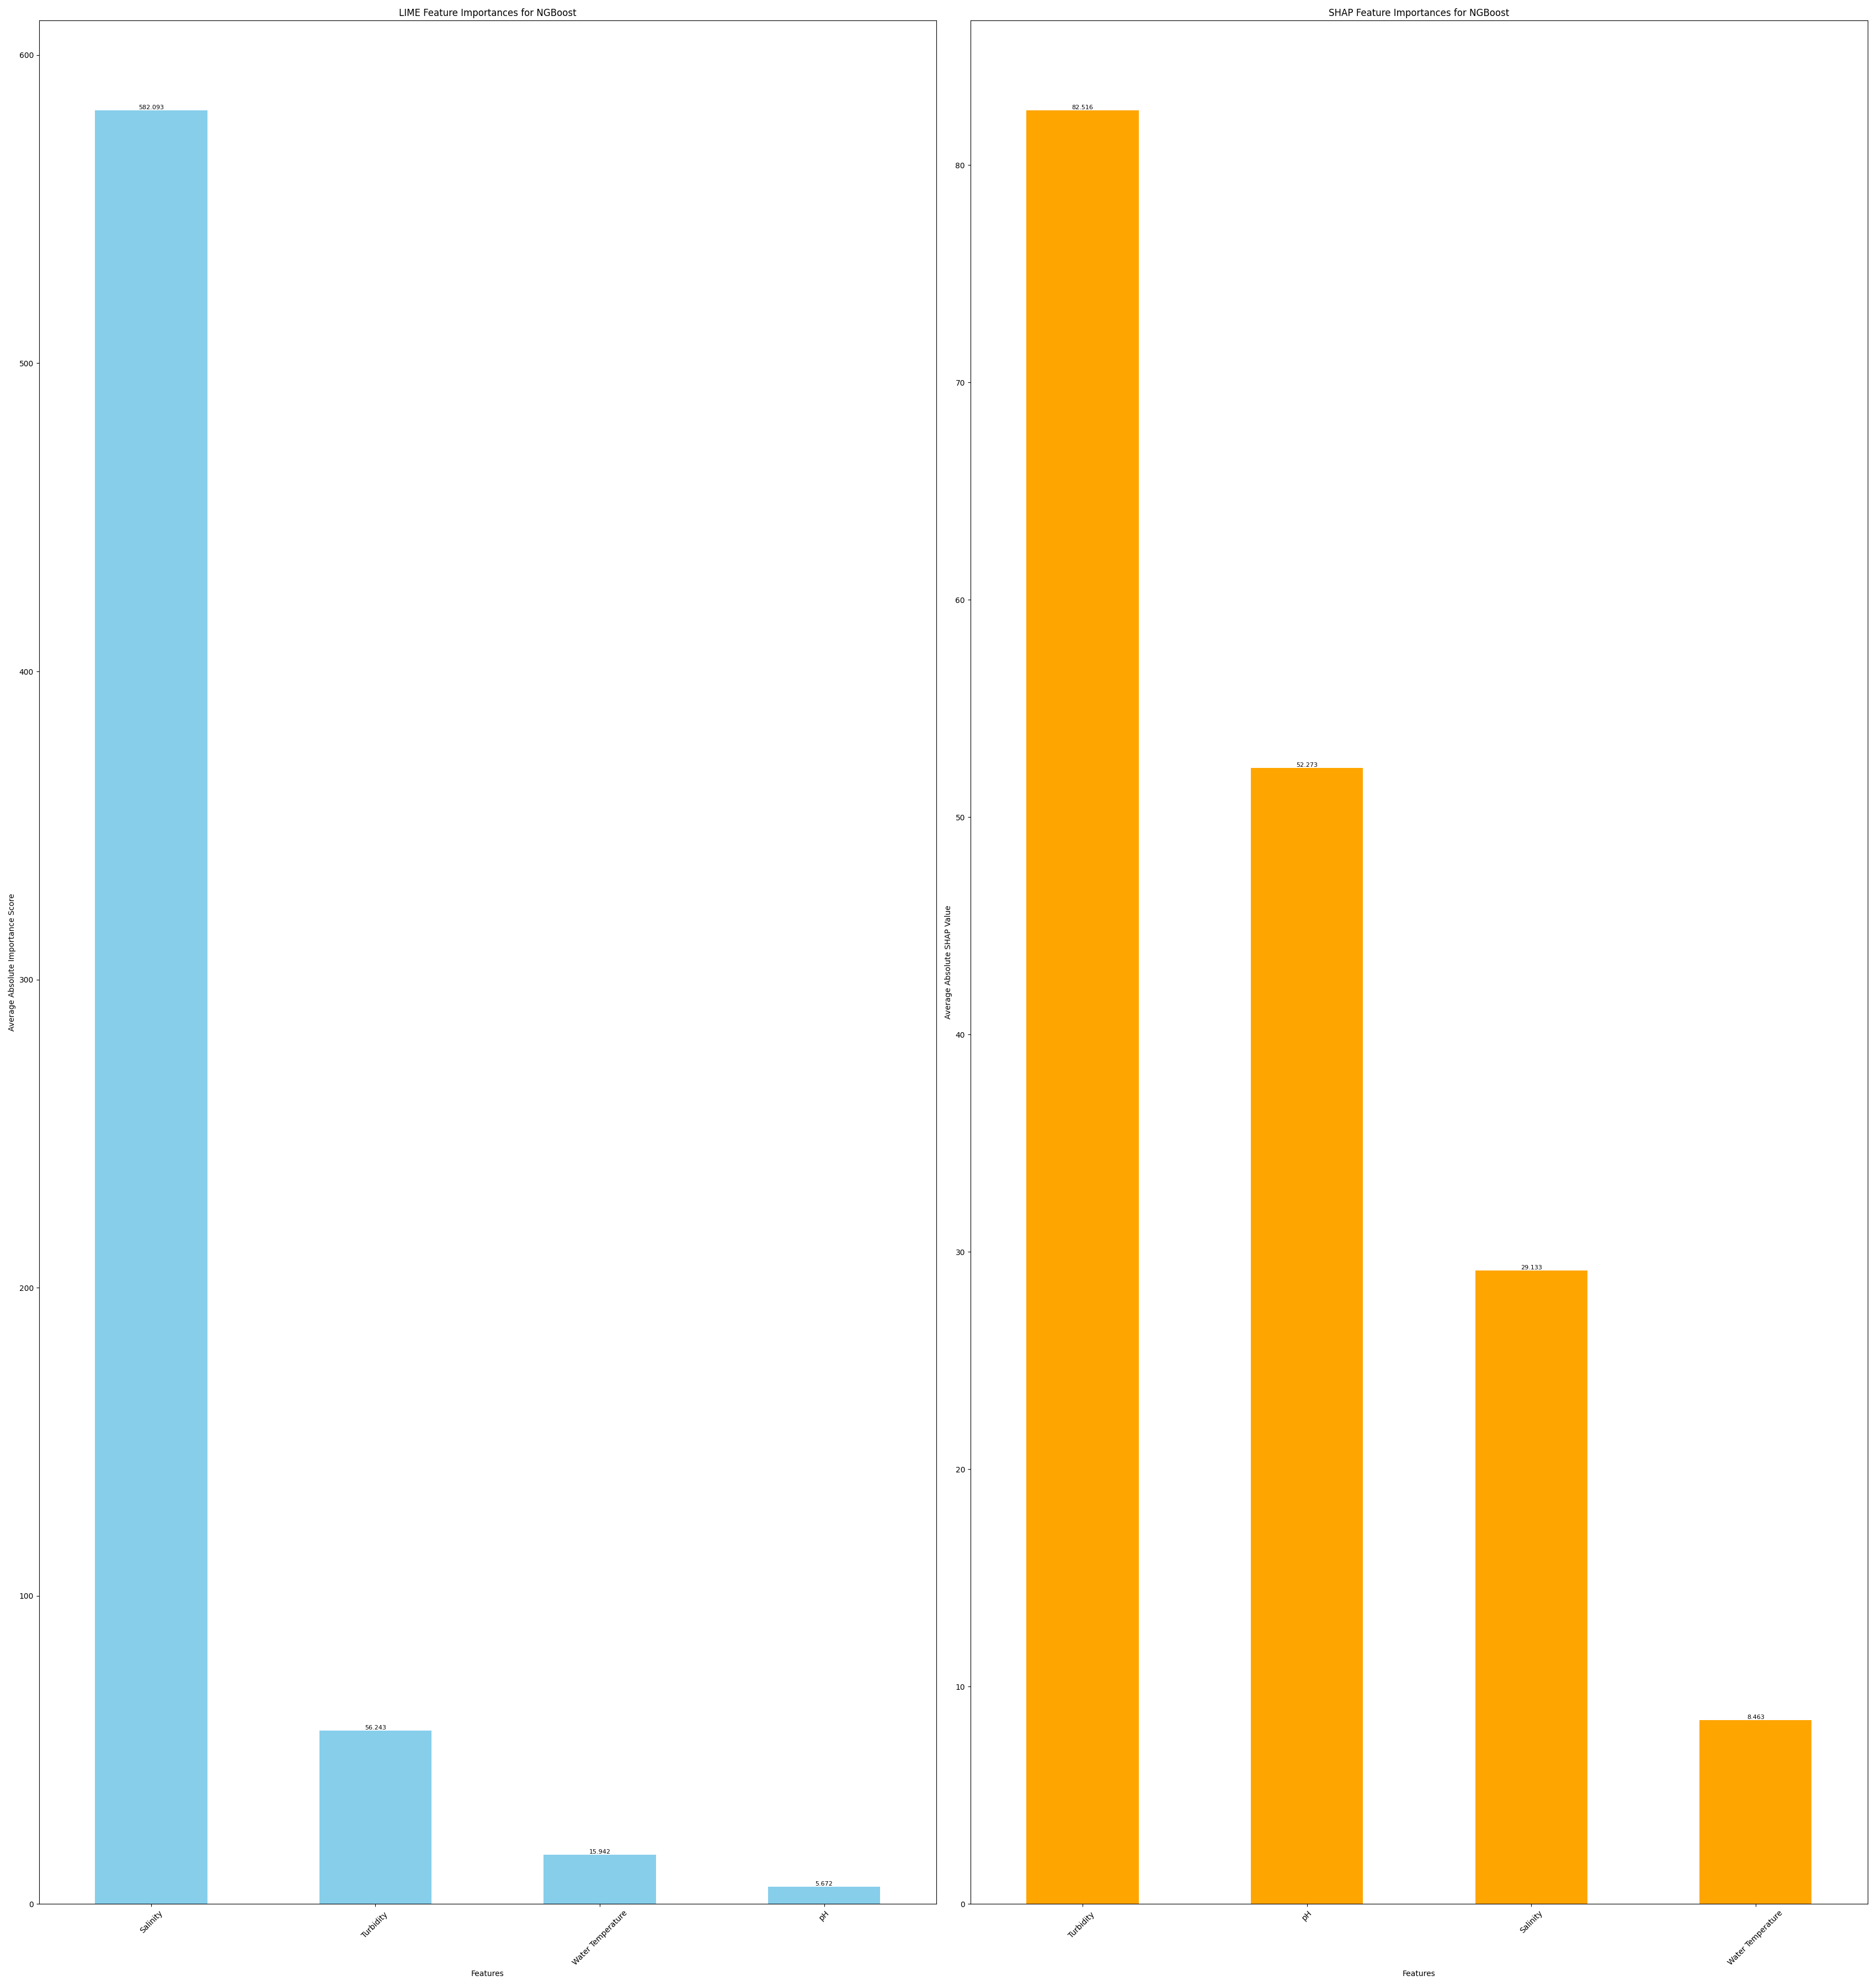 LIME Feature Importances for NGBoost
Average Absolute Importance Score
600
500
400
300
200
100
0
582.093
56.243
15.942
5.672
Salinity
Turbidity
Water Temperature
pH
Features
SHAP Feature Importances for NGBoost
Average Absolute SHAP Value
80
70
60
50
40
30
20
10
0
82.516
52.273
29.133
8.463
Turbidity
pH
Salinity
Water Temperature
Features